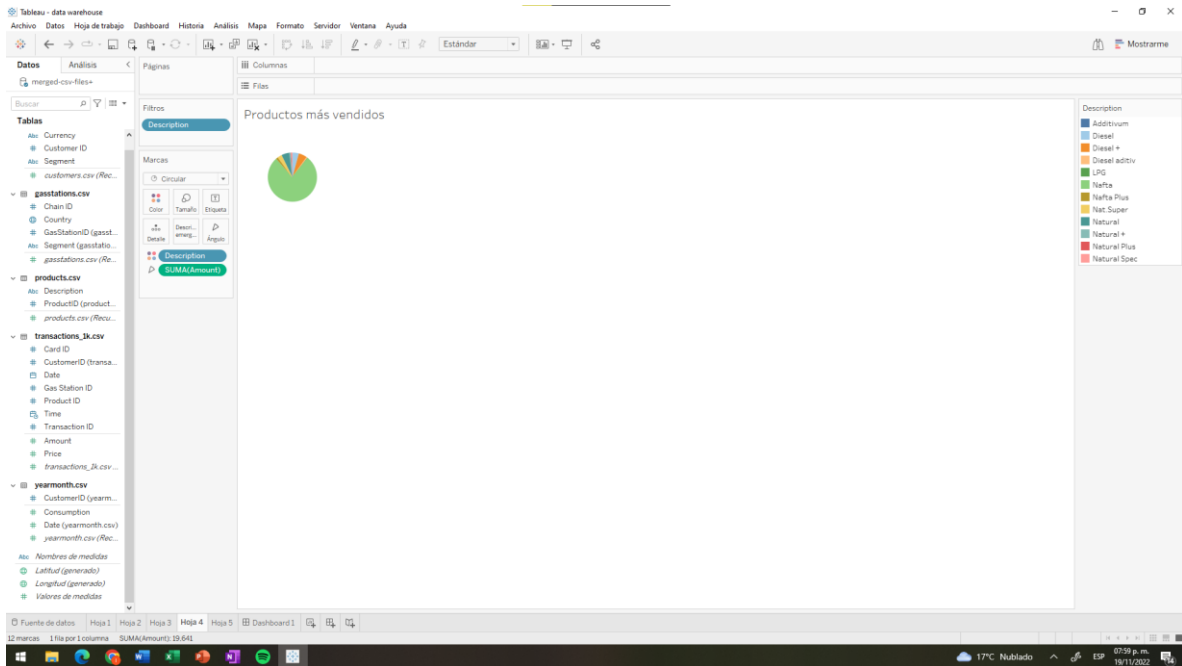 Tableau - data warehouse
Archivo Datos Hoja de trabajo Dashboard Historia Análisis Mapa Formato Servidor Ventana Ayuda
Estándar
Mostrarme
Datos Análisis
merged-csv-files+
Buscar
Tablas
Abc Currency
# Customer ID
Abc Segment
# customers.csv (Rec...
gasstations.csv
# Chain ID
Country
# GasStationID (gasst...
Abc Segment (gasstatio...
# gasstations.csv (Re...
products.csv
Abc Description
# ProductID (product...
# products.csv (Recu...
transactions_1k.csv
# Card ID
# CustomerID (transa...
Date
# Gas Station ID
# Product ID
Time
# Transaction ID
# Amount
# Price
# transactions_1k.csv...
yearmonth.csv
# CustomerID (yearm...
# Consumption
# Date (yearmonth.csv)
# yearmonth.csv (Rec...
Abc Nombres de medidas
Latitud (generado)
Longitud (generado)
# Valores de medidas
Páginas
Filtros
Description
Marcas
Circular
Color Tamaño Etiqueta
Detalle Descri... emerg... Ángulo
Description
SUMA(Amount)
Columnas
Filas
Productos más vendidos
Description
Additivum
Diesel
Diesel +
Diesel aditiv
LPG
Nafta
Nafta Plus
Nat.Super
Natural
Natural +
Natural Plus
Natural Spec
Fuente de datos Hoja 1 Hoja 2 Hoja 3 Hoja 4 Hoja 5 Dashboard 1
12 marcas 1 fila por 1 columna SUMA(Amount): 19,641
17°C Nublado ESP 07:59 p. m.
19/11/2022